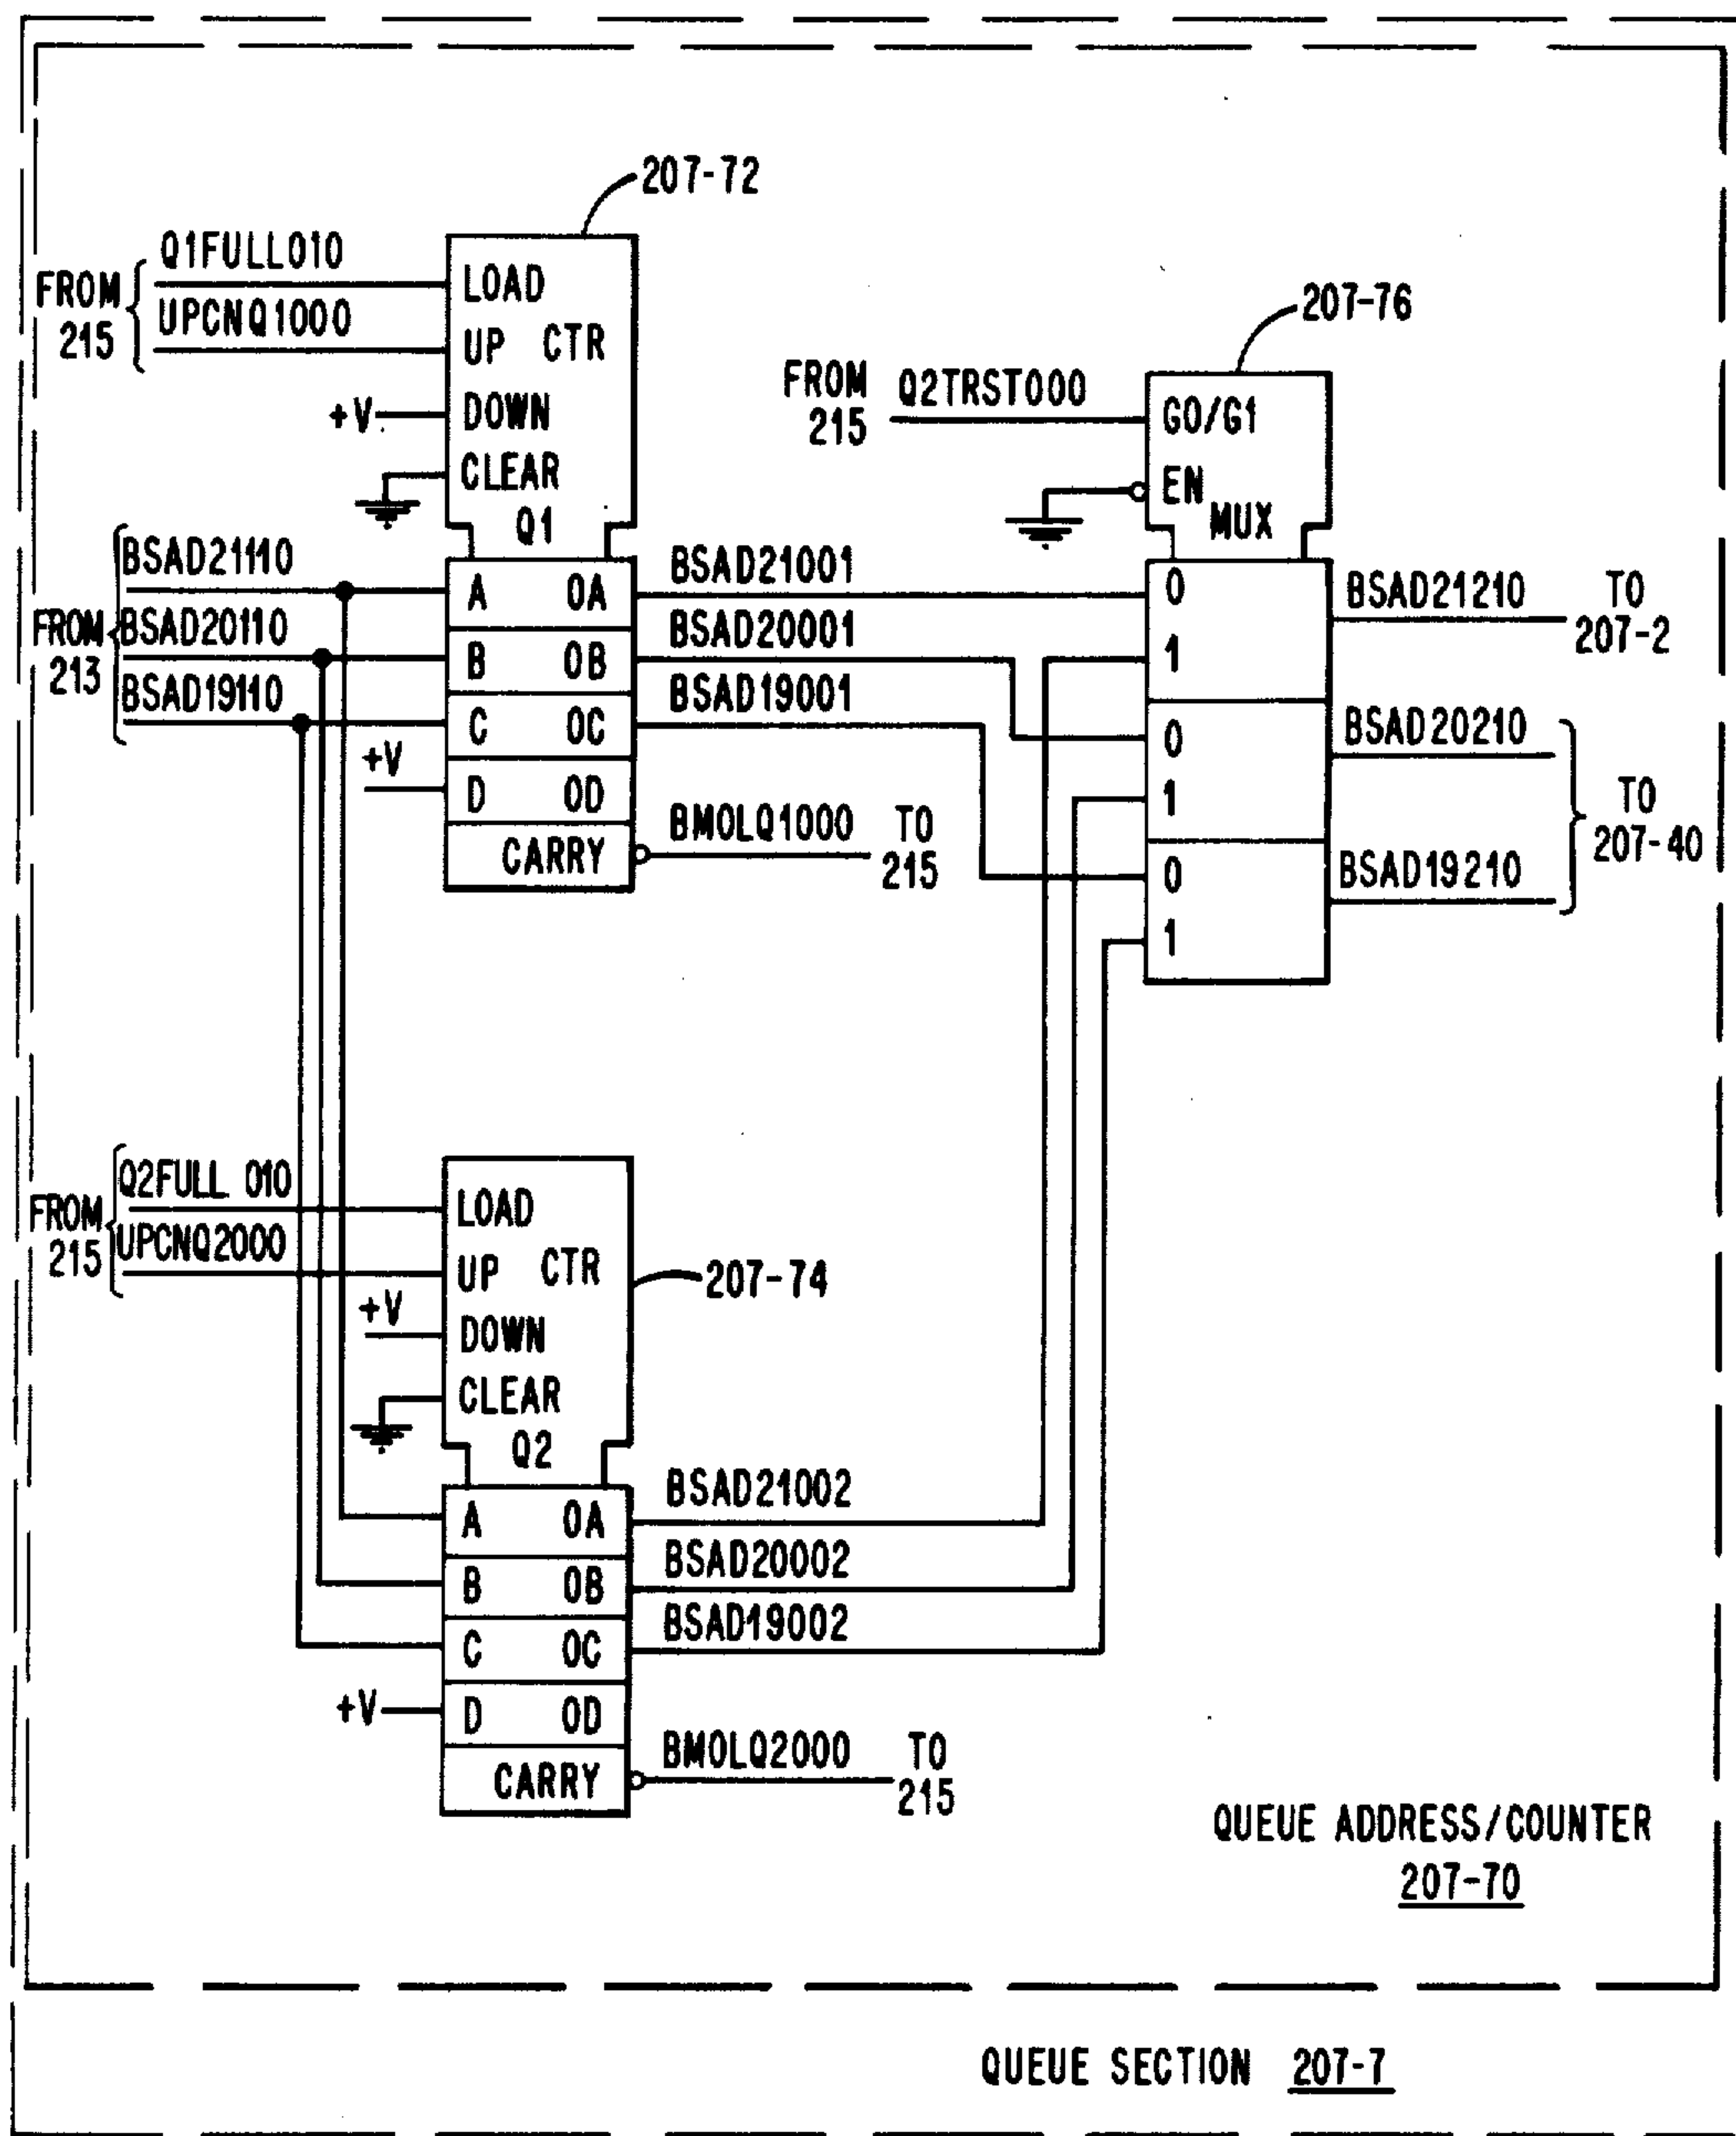 207-72
Q1FULL010
FROM
215
UPCNQ1000
LOAD
UP CTR
+V
DOWN
CLEAR
Q1
207-76
FROM
215
Q2TRST000
G0/G1
EN
MUX
FROM
213
BSAD21110
BSAD20110
BSAD19110
A 0A
B 0B
C 0C
+V
D 0D
CARRY
BSAD21001
BSAD20001
BSAD19001
BMOLQ1000
TO
215
0
1
0
1
0
1
BSAD21210
TO
207-2
BSAD20210
BSAD19210
TO
207-40
Q2FULL 010
FROM
215
UPCNQ2000
LOAD
UP CTR
207-74
+V
DOWN
CLEAR
Q2
A 0A
B 0B
C 0C
+V
D 0D
CARRY
BSAD21002
BSAD20002
BSAD19002
BMOLQ2000
TO
215
QUEUE ADDRESS/COUNTER
207-70
QUEUE SECTION 207-7